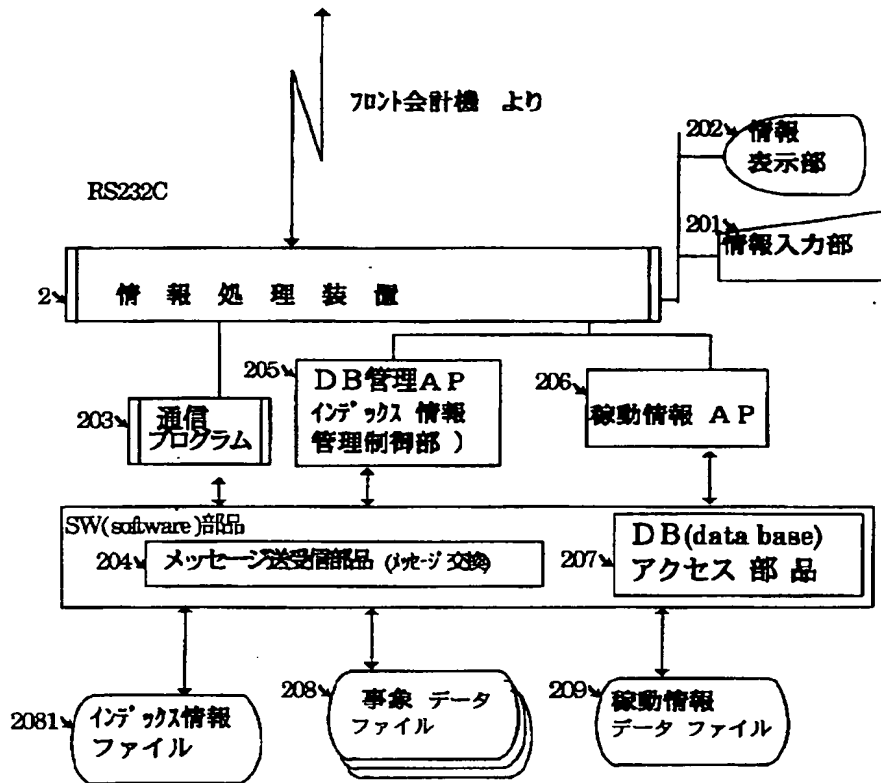 フロント会計機 より
RS232C
202
情報
表示部
201
情報入力部
2
情 報 処 理 装 置
205
DB管理AP
インデックス 情報
管理制御部 )
206
稼動情報 AP
203
通信
プログラム
SW(software)部品
204
メッセージ送受信部品 (メッセージ 交換)
207
DB(data base)
アクセス 部 品
2081
インデックス情報
ファイル
208
事象 データ
ファイル
209
稼動情報
データ ファイル